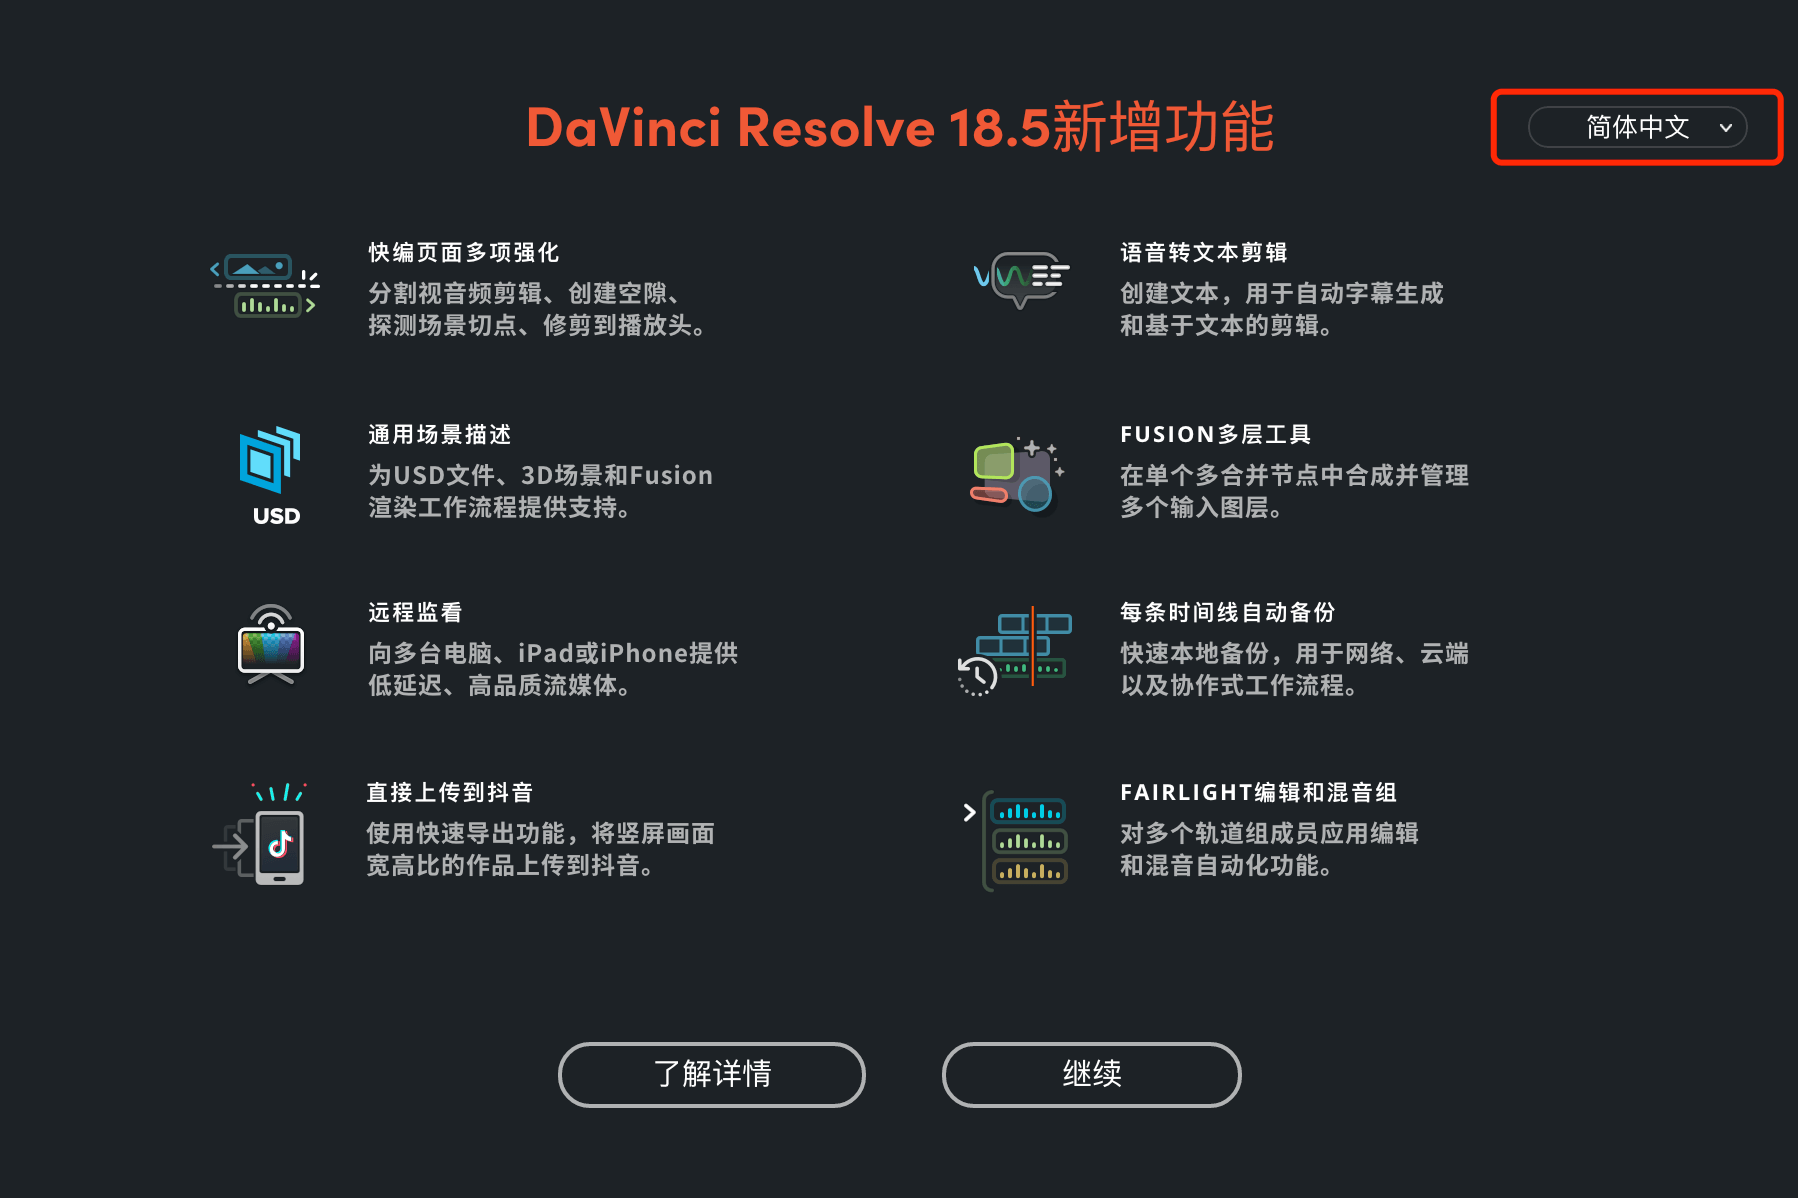 DaVinci Resolve 18.5新增功能
简体中文
快编页面多项强化
分割视音频剪辑、创建空隙、
探测场景切点、修剪到播放头。
语音转文本剪辑
创建文本，用于自动字幕生成
和基于文本的剪辑。
USD
通用场景描述
为USD文件、3D场景和Fusion
渲染工作流程提供支持。
FUSION多层工具
在单个多合并节点中合成并管理
多个输入图层。
远程监看
向多台电脑、iPad或iPhone提供
低延迟、高品质流媒体。
每条时间线自动备份
快速本地备份，用于网络、云端
以及协作式工作流程。
直接上传到抖音
使用快速导出功能，将竖屏画面
宽高比的作品上传到抖音。
FAIRLIGHT编辑和混音组
对多个轨道组成员应用编辑
和混音自动化功能。
了解详情
继续